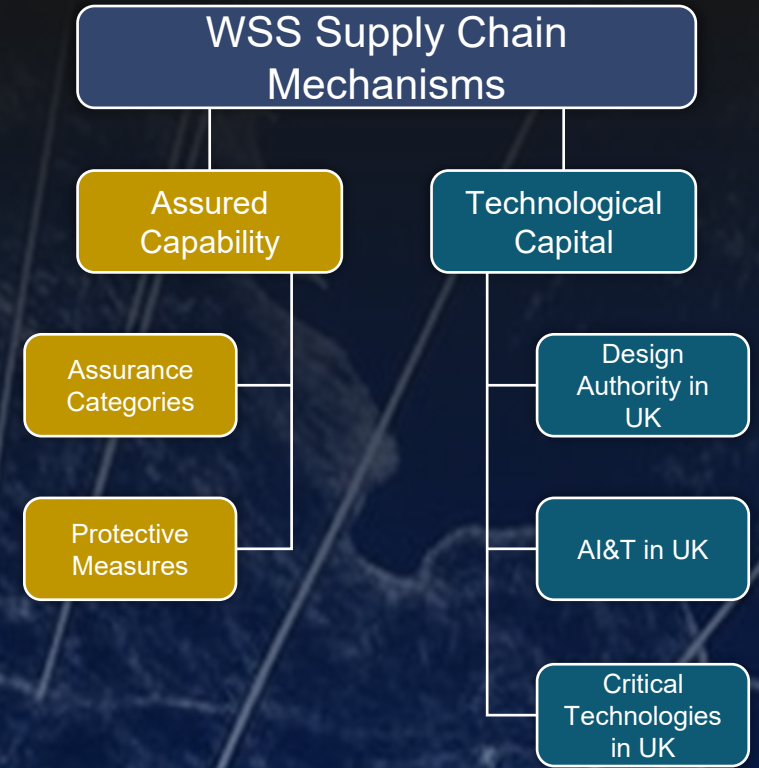 WSS Supply Chain
Mechanisms
Assured
Capability
Technological
Capital
Assurance
Categories
Protective
Measures
Design
Authority in
UK
AI&T in UK
Critical
Technologies
in UK